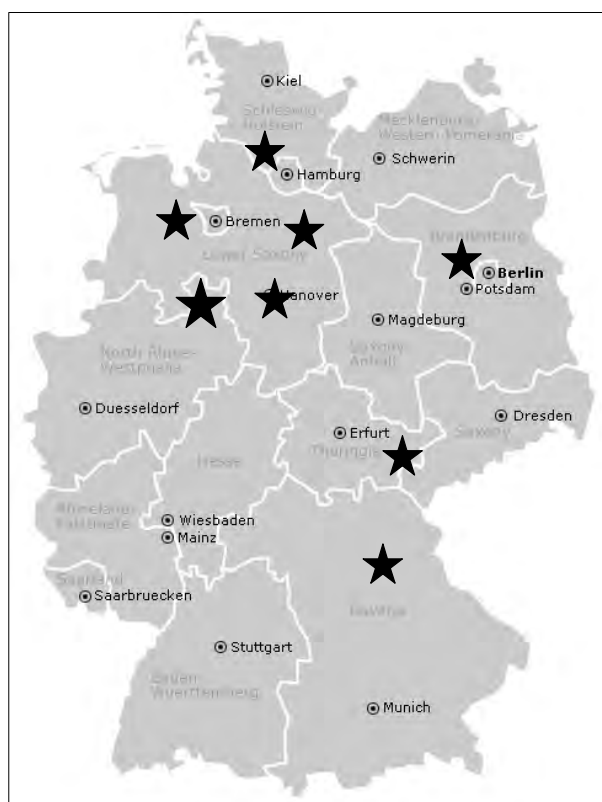 Kiel
Schleswig-
Holstein
Mecklenburg-
Western Pomerania
Schwerin
Hamburg
Bremen
Brandenburg
Lower Saxony
Berlin
Potsdam
Hanover
Magdeburg
North Rhine-
Westphalia
Saxony-
Anhalt
Duesseldorf
Dresden
Erfurt
Saxony
Thuringia
Hesse
Rhineland-
Palatinate
Wiesbaden
Mainz
Saarland
Saarbruecken
Bavaria
Stuttgart
Baden-
Wuerttemberg
Munich